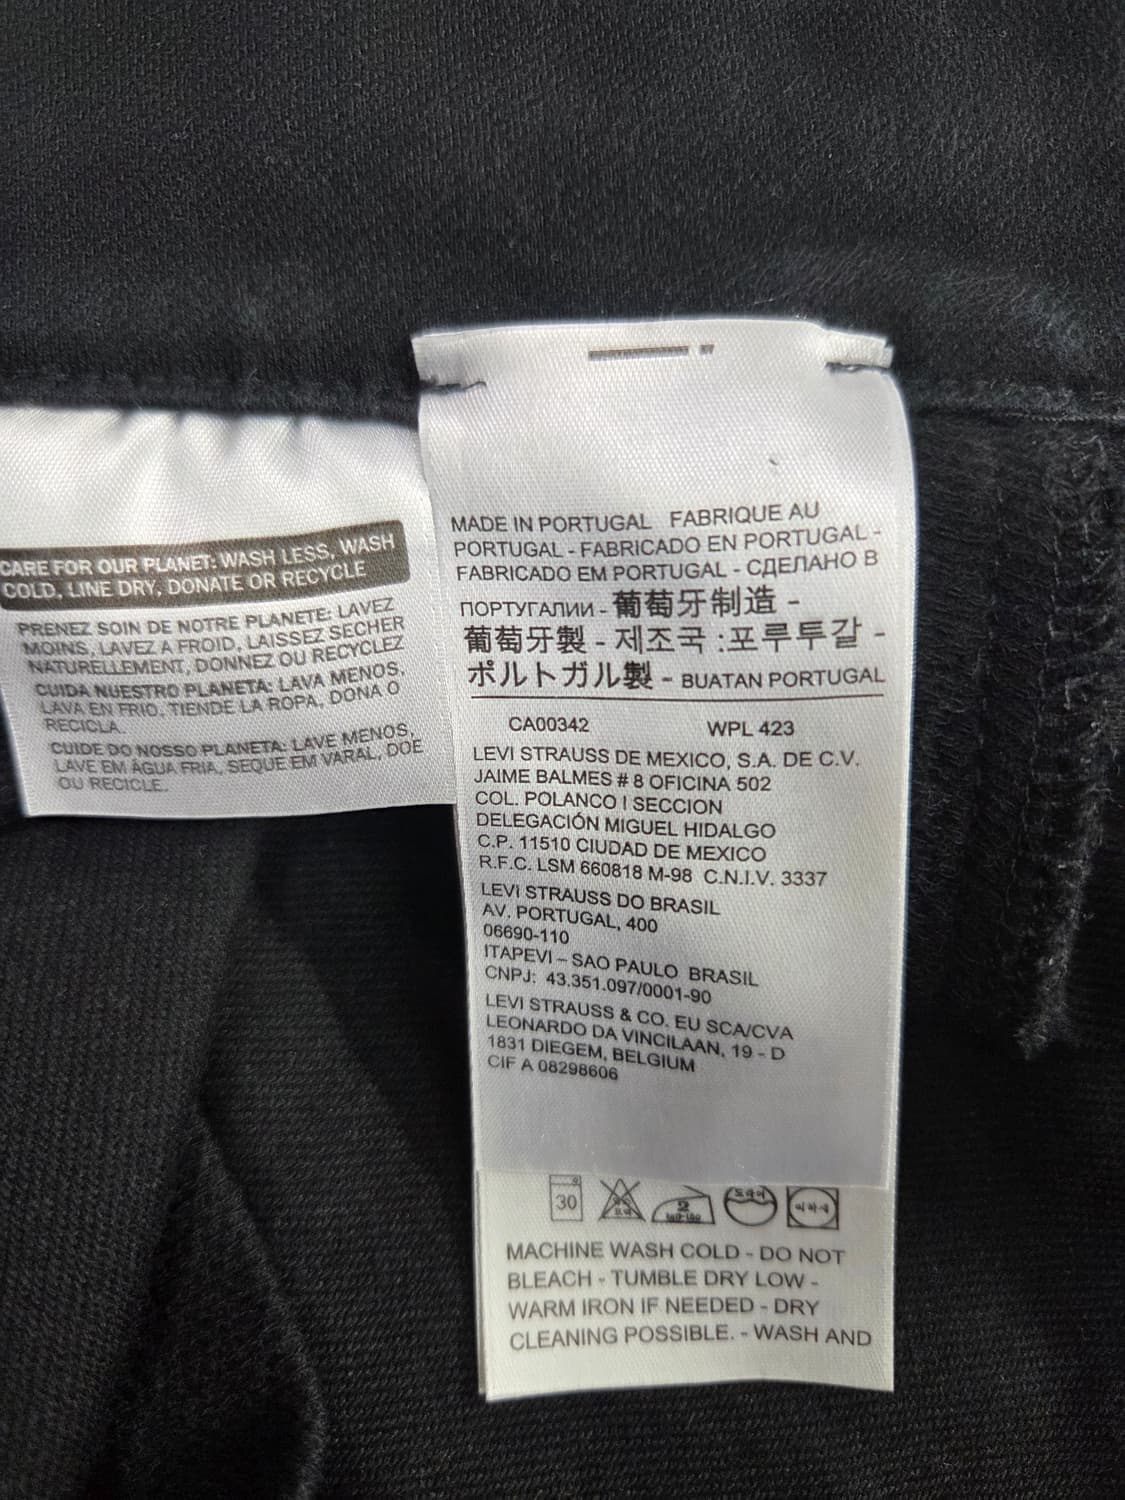 CARE FOR OUR PLANET: WASH LESS, WASH
COLD, LINE DRY, DONATE OR RECYCLE
PRENEZ SOIN DE NOTRE PLANETE: LAVEZ
MOINS, LAVEZ A FROID, LAISSEZ SECHER
NATURELLEMENT, DONNEZ OU RECYCLEZ
CUIDA NUESTRO PLANETA: LAVA MENOS,
LAVA EN FRIO, TIENDE LA ROPA, DONA O
RECICLA.
CUIDE DO NOSSO PLANETA: LAVE MENOS,
LAVE EM ÁGUA FRIA, SEQUE EM VARAL, DOE
OU RECICLE.
MADE IN PORTUGAL FABRIQUE AU
PORTUGAL - FABRICADO EN PORTUGAL -
FABRICADO EM PORTUGAL - СДЕЛАНО В
ПОРТУГАЛИИ - 葡萄牙制造 -
葡萄牙製 - 제조국 :포루투갈 -
ポルトガル製 - BUATAN PORTUGAL
CA00342 WPL 423
LEVI STRAUSS DE MEXICO, S.A. DE C.V.
JAIME BALMES # 8 OFICINA 502
COL. POLANCO I SECCION
DELEGACIÓN MIGUEL HIDALGO
C.P. 11510 CIUDAD DE MEXICO
R.F.C. LSM 660818 M-98 C.N.I.V. 3337
LEVI STRAUSS DO BRASIL
AV. PORTUGAL, 400
06690-110
ITAPEVI – SAO PAULO BRASIL
CNPJ: 43.351.097/0001-90
LEVI STRAUSS & CO. EU SCA/CVA
LEONARDO DA VINCILAAN, 19 - D
1831 DIEGEM, BELGIUM
CIF A 08298606
30
MACHINE WASH COLD - DO NOT
BLEACH - TUMBLE DRY LOW -
WARM IRON IF NEEDED - DRY
CLEANING POSSIBLE. - WASH AND